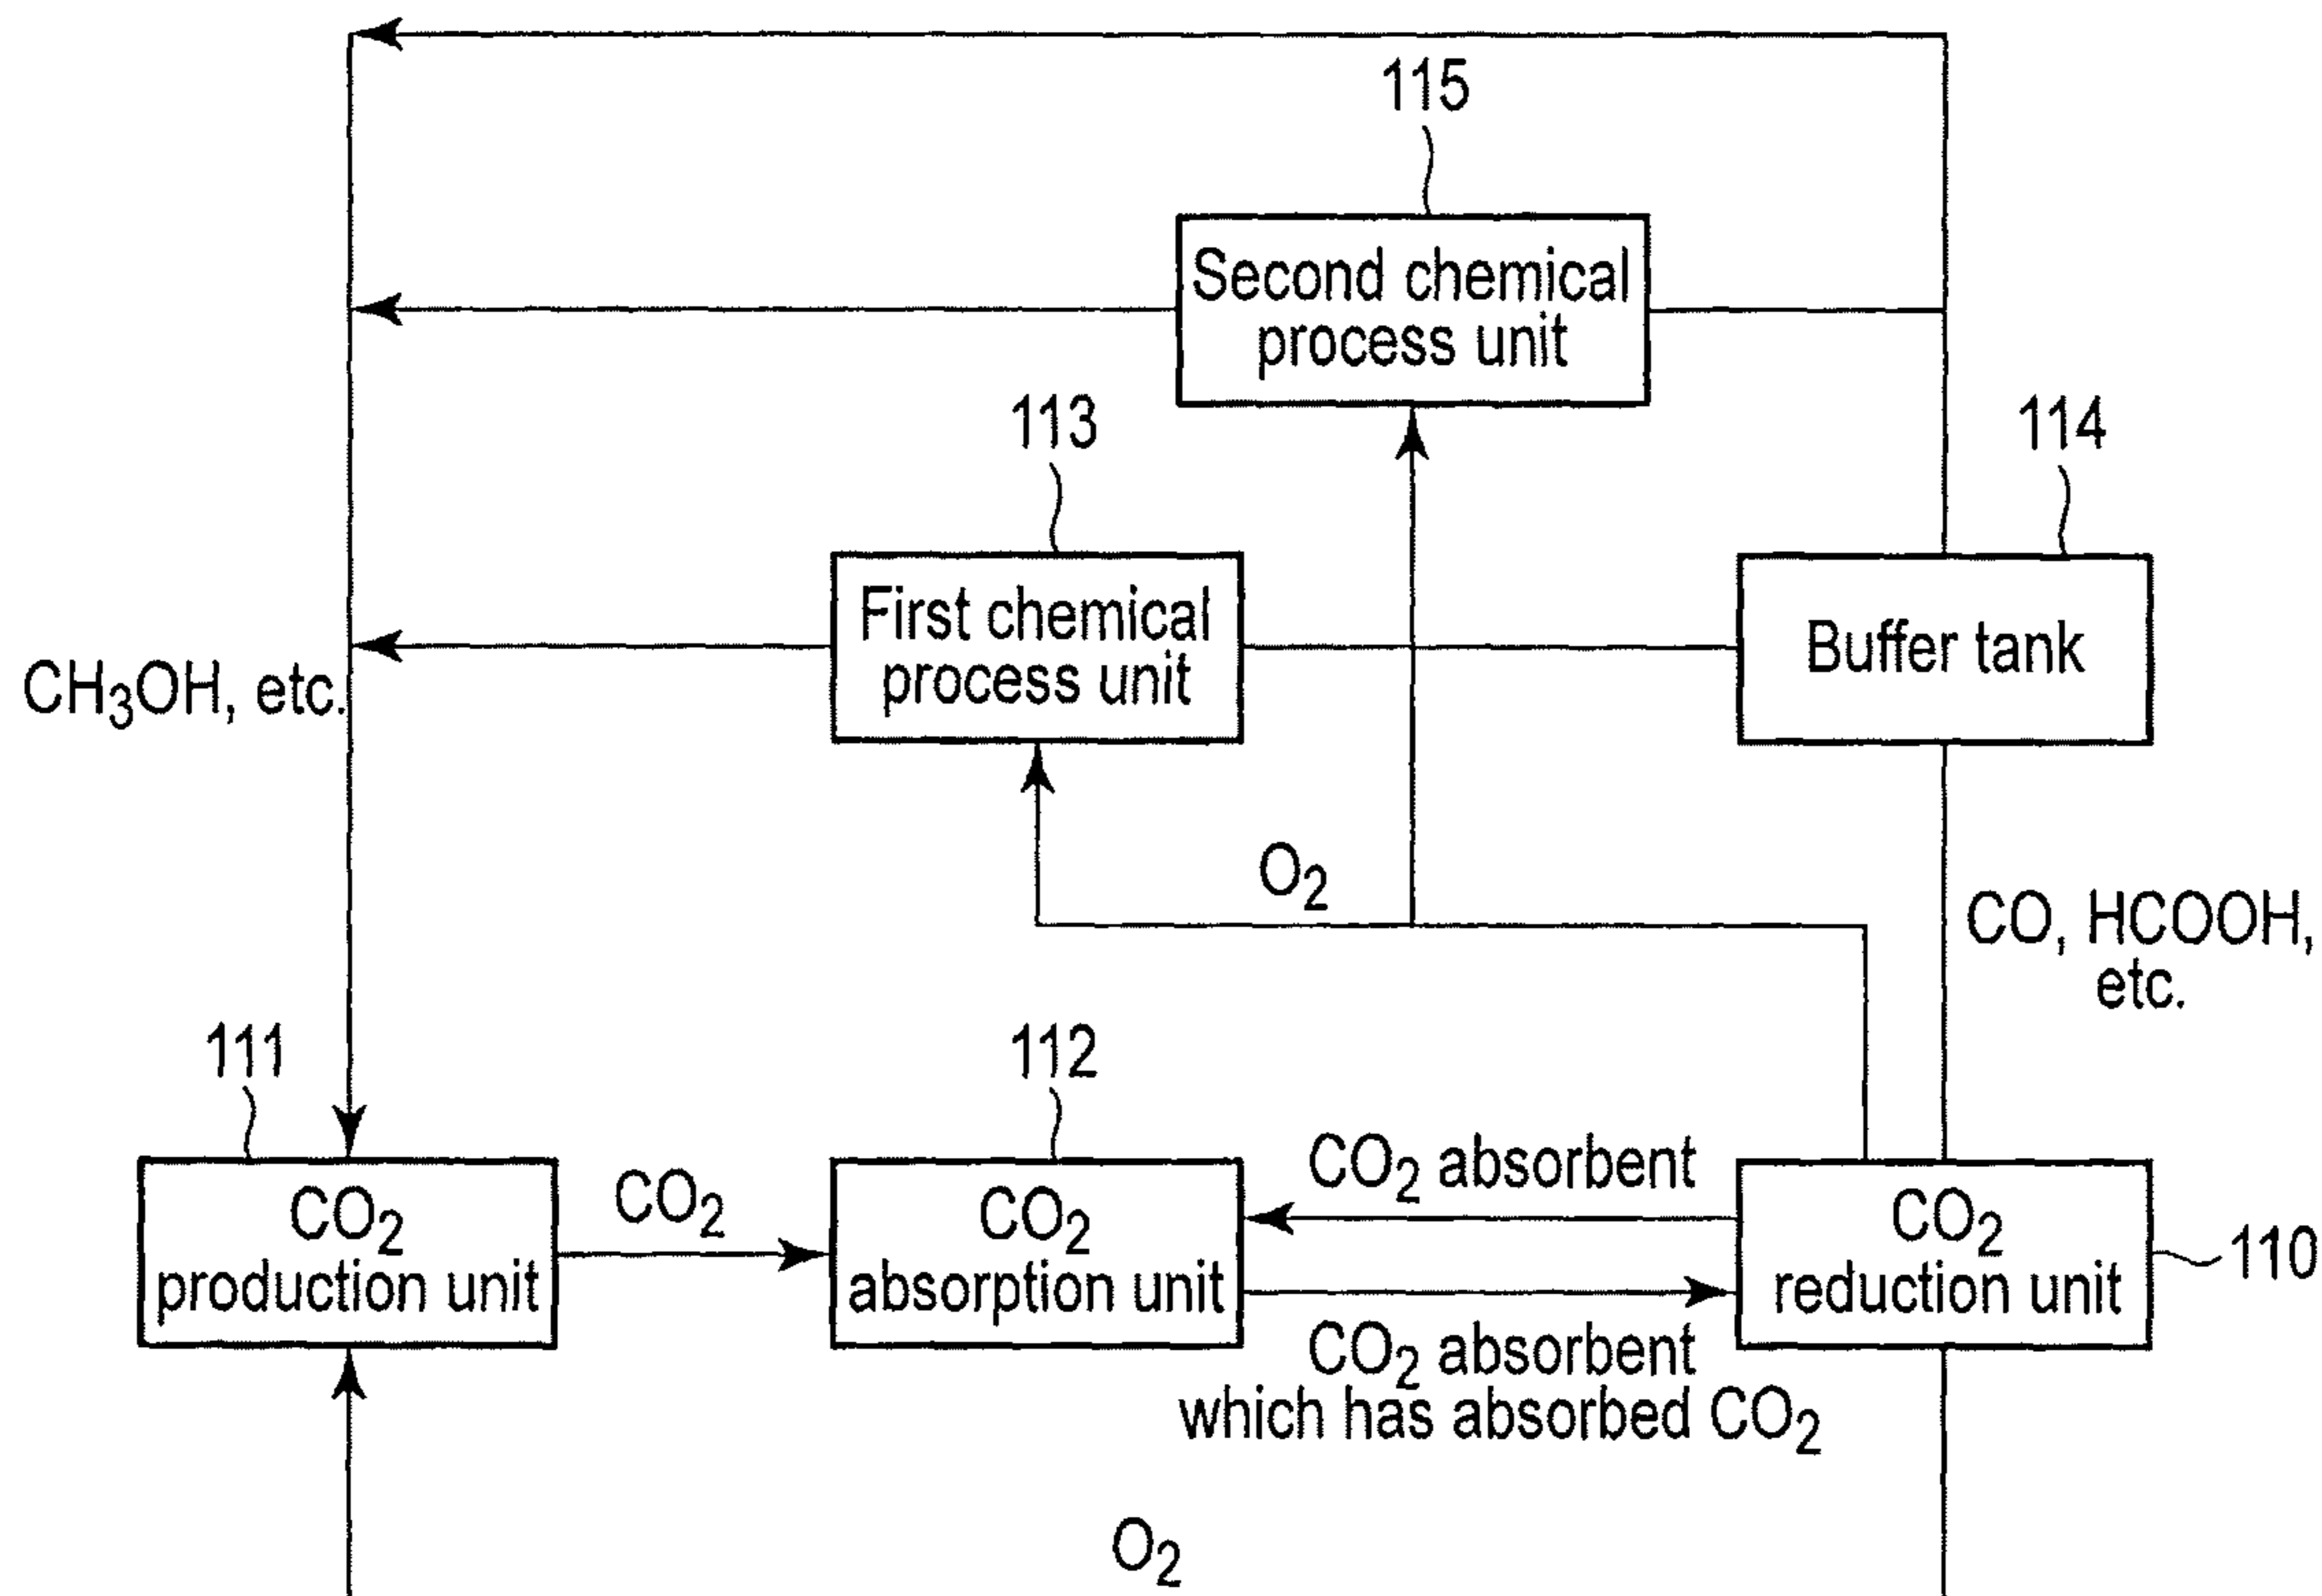 115
Second chemical
process unit
113
114
First chemical
process unit
Buffer tank
CH₃OH, etc.
O₂
CO, HCOOH,
etc.
111
112
CO₂
production unit
CO₂
CO₂
absorption unit
CO₂ absorbent
CO₂ absorbent
which has absorbed CO₂
CO₂
reduction unit
110
O₂